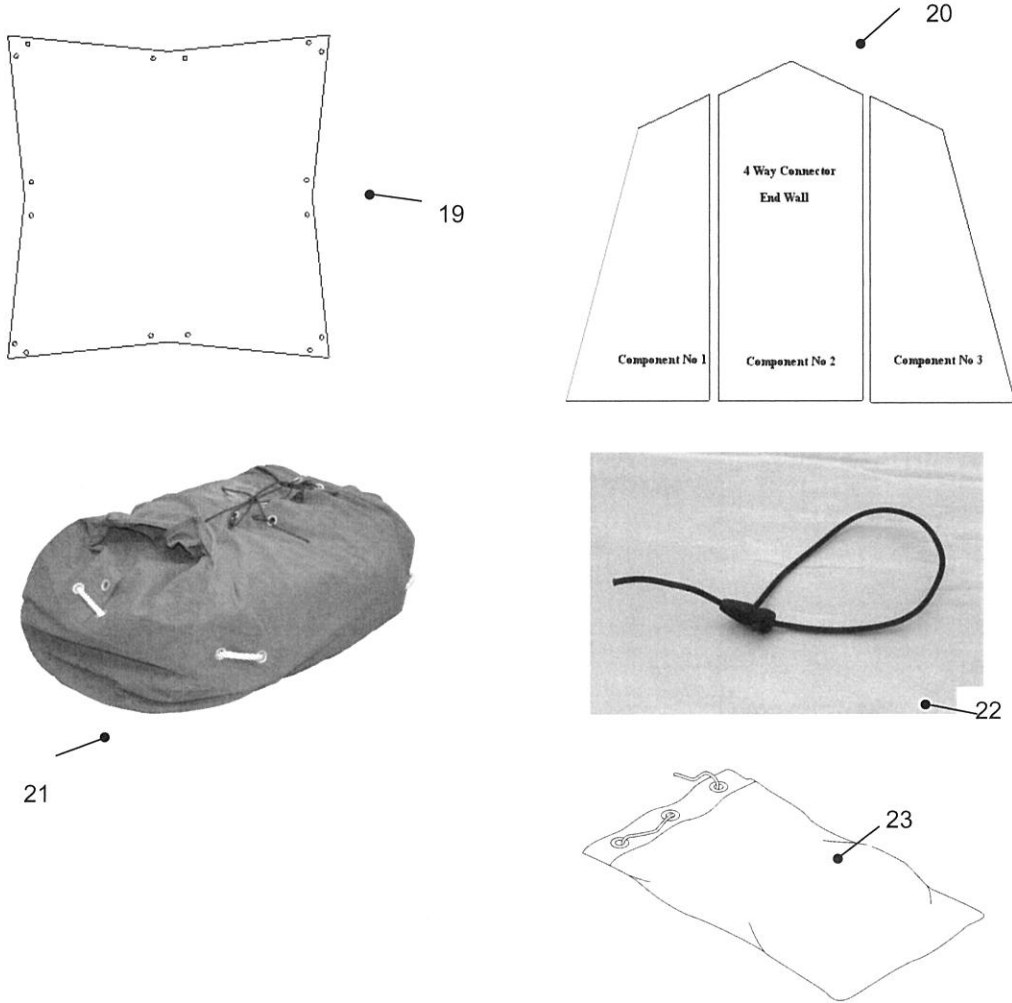 20
19
4 Way Connector
End Wall
Component No 1
Component No 2
Component No 3
21
22
23